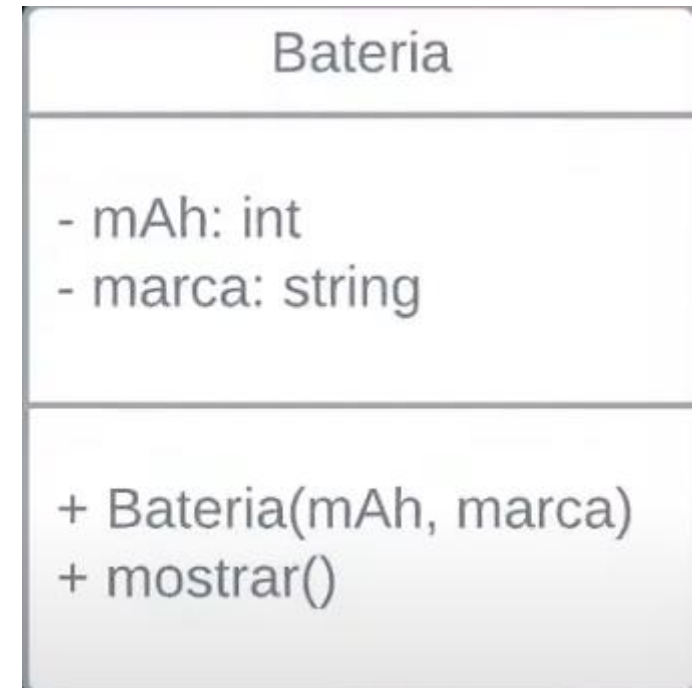 Bateria
- mAh: int
- marca: string
+ Bateria(mAh, marca)
+ mostrar()